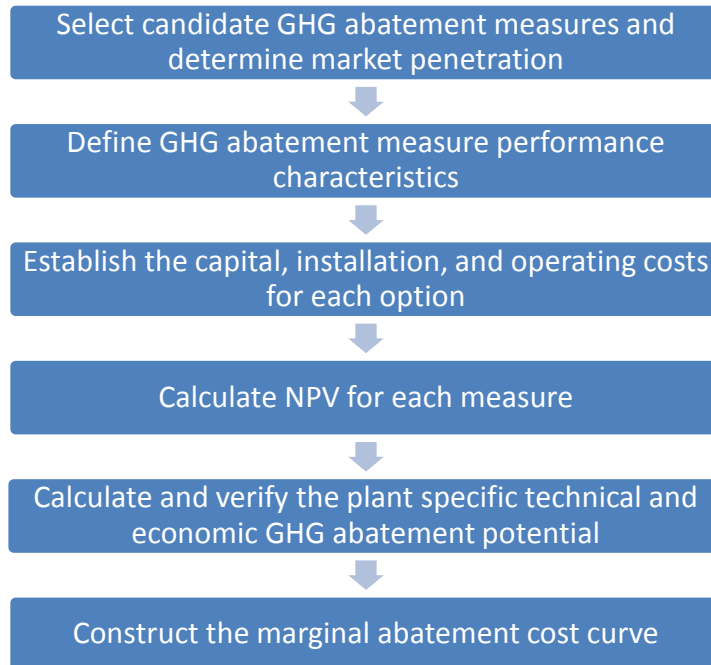 Select candidate GHG abatement measures and
determine market penetration
Define GHG abatement measure performance
characteristics
Establish the capital, installation, and operating costs
for each option
Calculate NPV for each measure
Calculate and verify the plant specific technical and
economic GHG abatement potential
Construct the marginal abatement cost curve